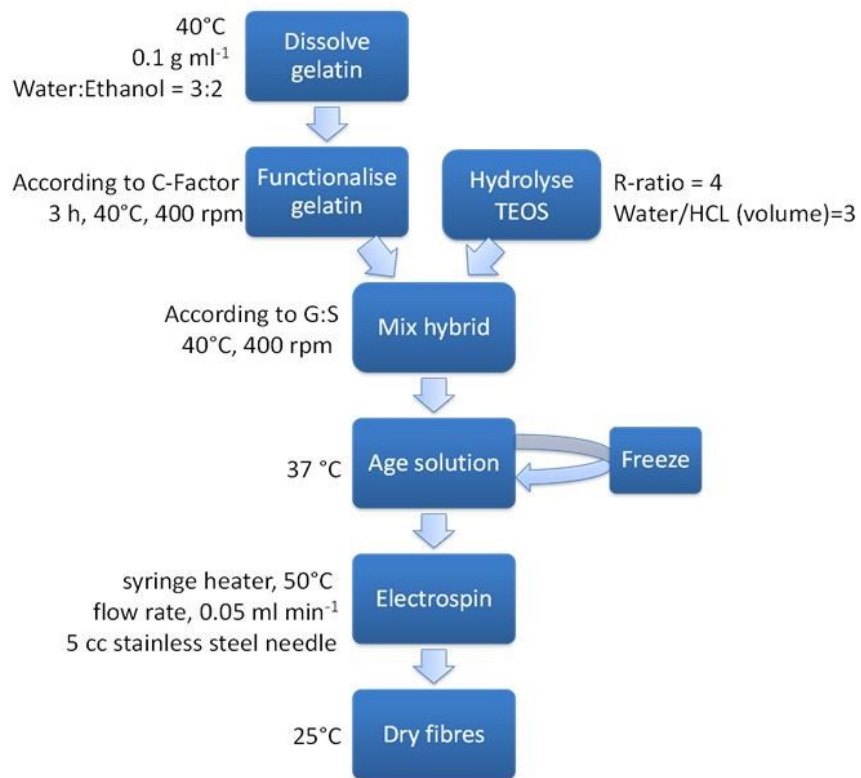 40°C
0.1 g ml⁻¹
Water:Ethanol = 3:2
Dissolve
gelatin
According to C-Factor
3 h, 40°C, 400 rpm
Functionalise
gelatin
Hydrolyse
TEOS
R-ratio = 4
Water/HCL (volume)=3
According to G:S
40°C, 400 rpm
Mix hybrid
37 °C
Age solution
Freeze
syringe heater, 50°C
flow rate, 0.05 ml min⁻¹
5 cc stainless steel needle
Electrospin
25°C
Dry fibres